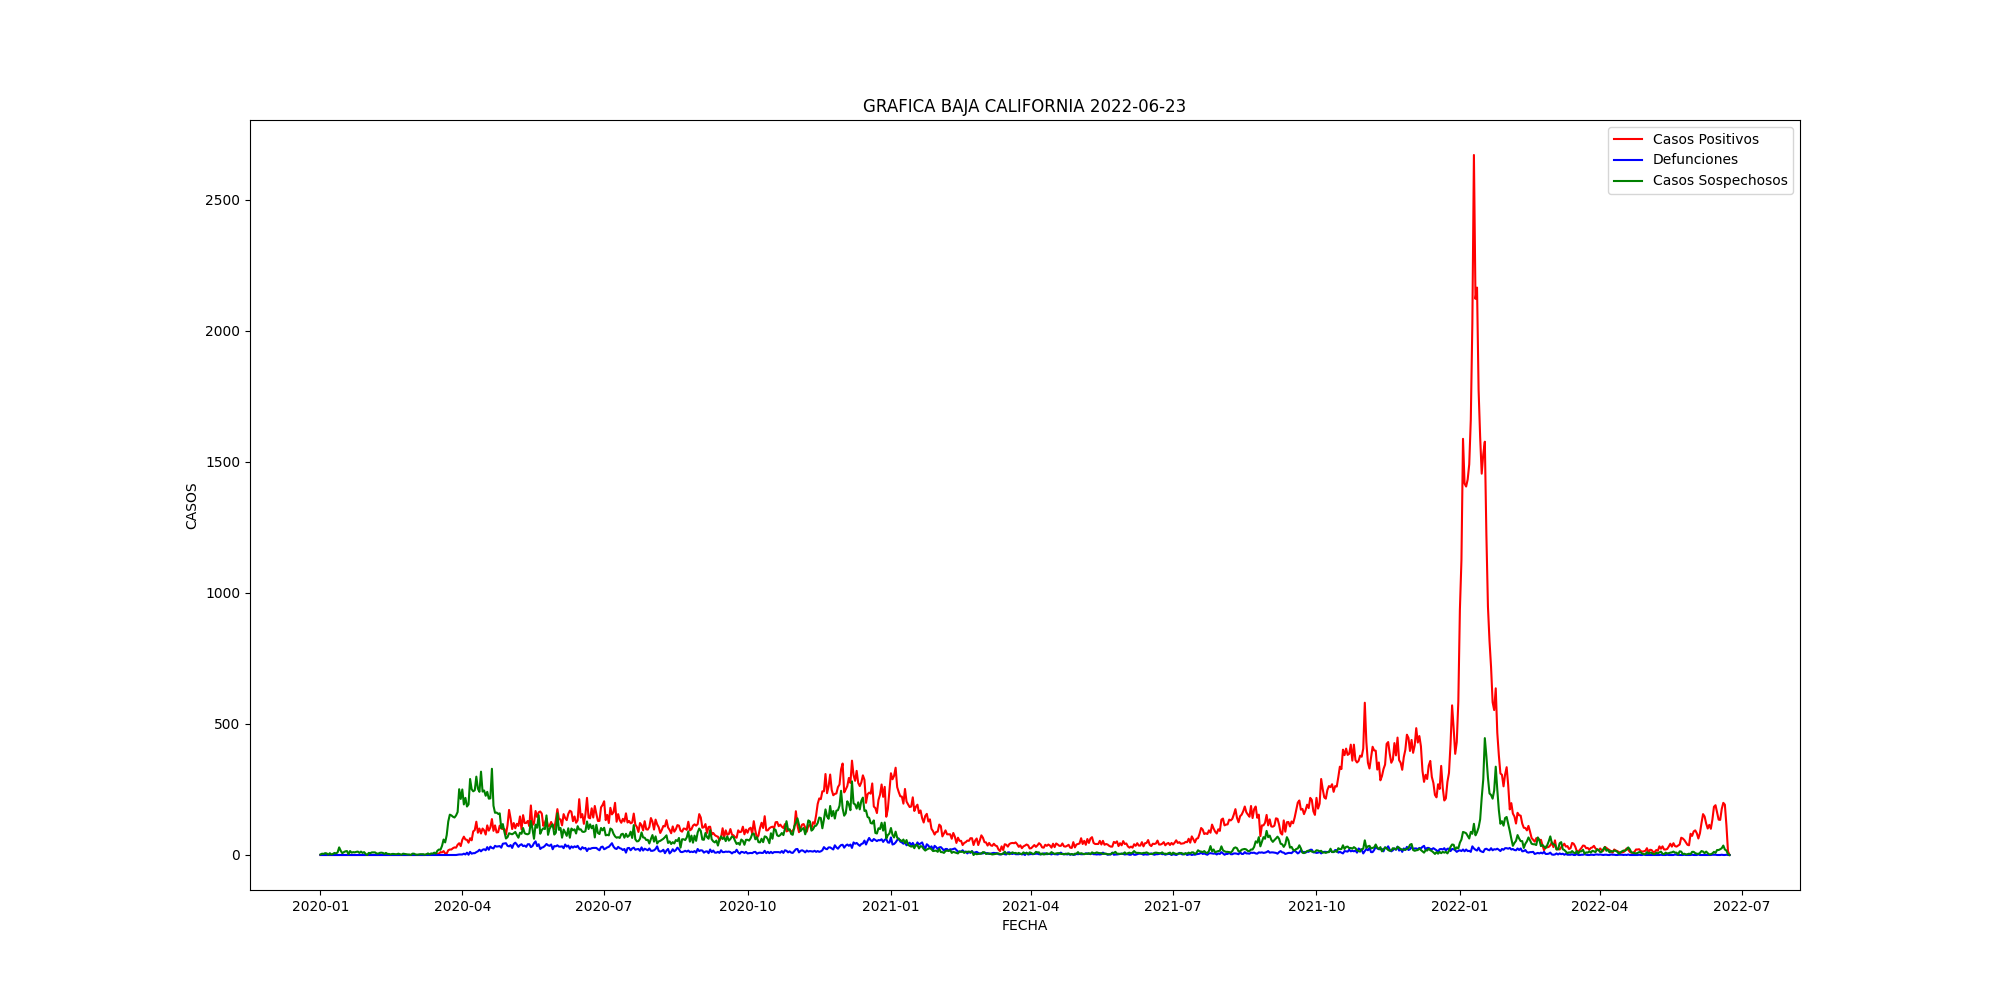 GRAFICA BAJA CALIFORNIA 2022-06-23
Casos Positivos
Defunciones
Casos Sospechosos
2500
2000
1500
1000
500
0
CASOS
2020-01
2020-04
2020-07
2020-10
2021-01
2021-04
2021-07
2021-10
2022-01
2022-04
2022-07
FECHA